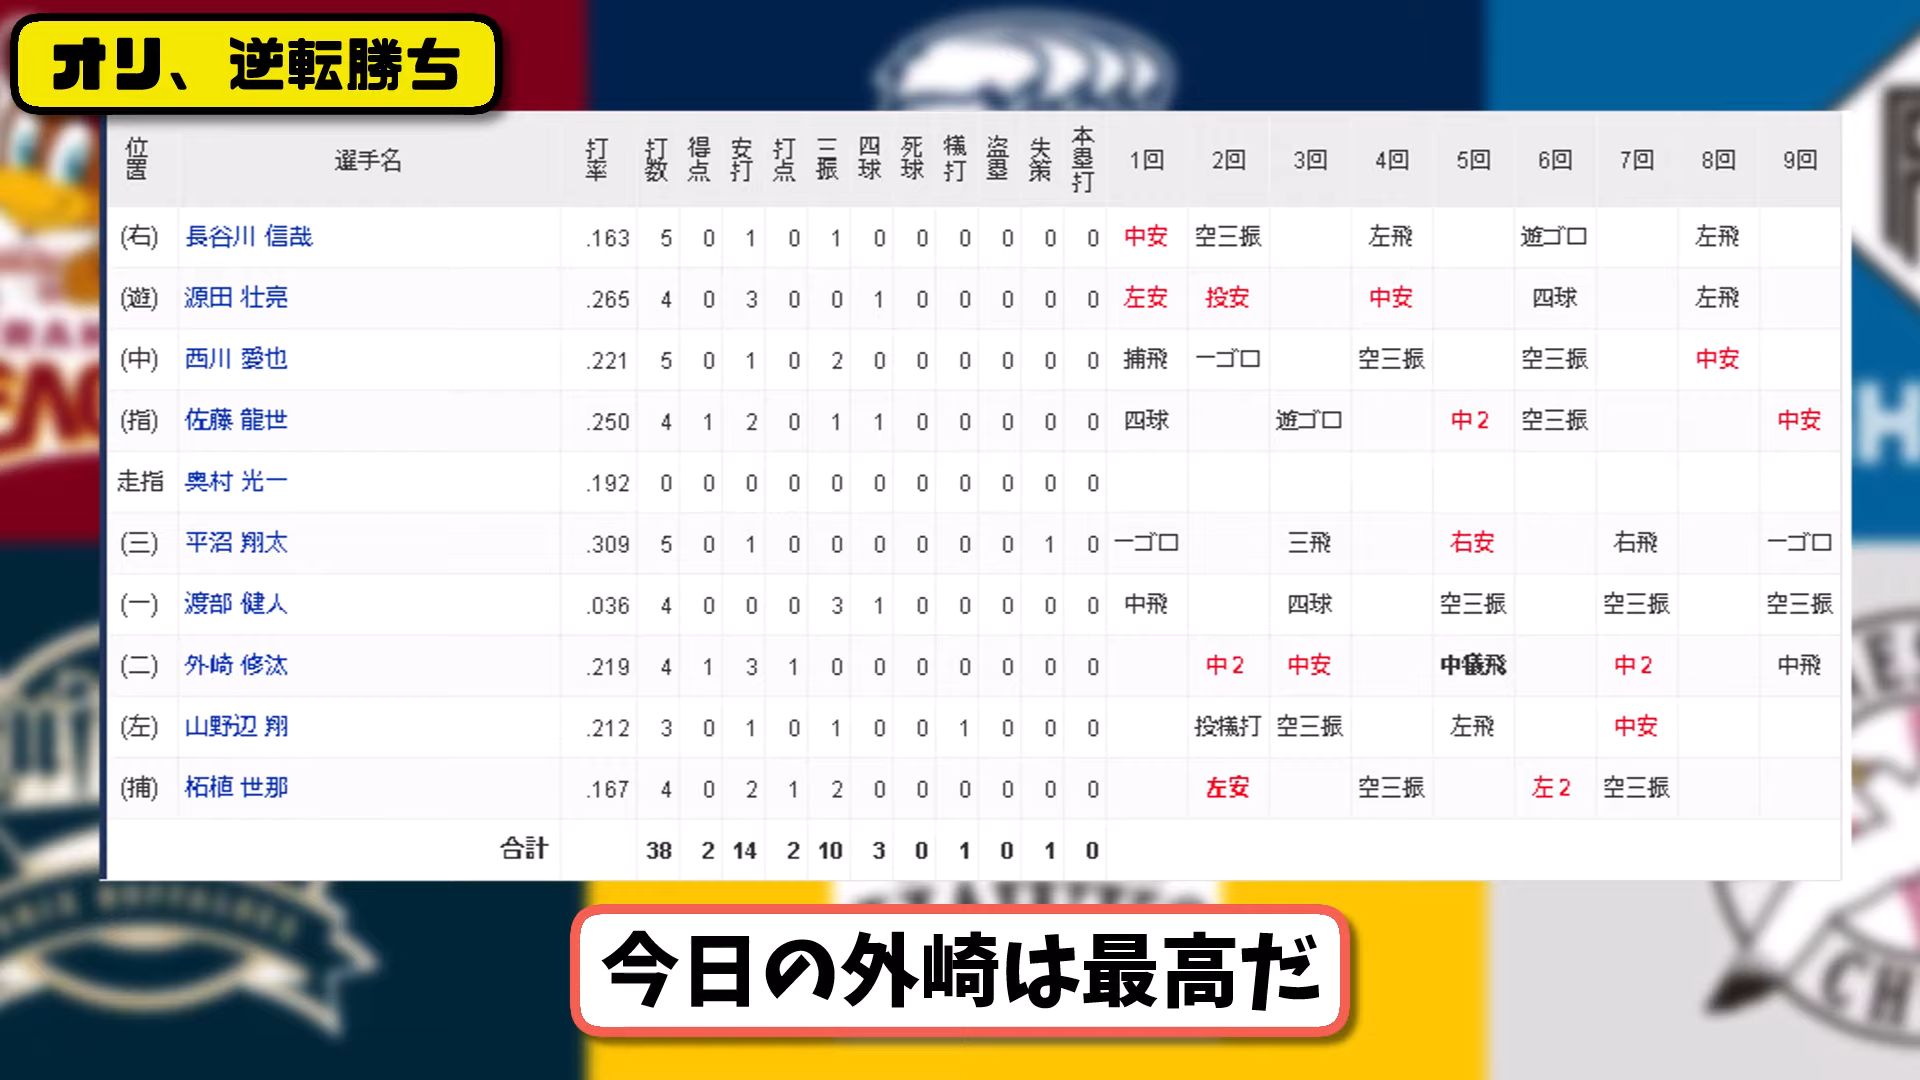 オリ、逆転勝ち
位置 選手名 打率 打数 得点 安打 打点 三振 四球 死球 犠打 盗塁 失策 本塁打 1回 2回 3回 4回 5回 6回 7回 8回 9回
(右) 長谷川 信哉 .163 5 0 1 0 1 0 0 0 0 0 0 中安 空三振 左飛 遊ゴロ 左飛
(遊) 源田 壮亮 .265 4 0 3 0 0 1 0 0 0 0 0 左安 投安 中安 四球 左飛
(中) 西川 愛也 .221 5 0 1 0 2 0 0 0 0 0 0 捕飛 一ゴロ 空三振 空三振 中安
(指) 佐藤 龍世 .250 4 1 2 0 1 1 0 0 0 0 0 四球 遊ゴロ 中2 空三振 中安
走指 奥村 光一 .192 0 0 0 0 0 0 0 0 0 0 0
(三) 平沼 翔太 .309 5 0 1 0 0 0 0 0 0 1 0 一ゴロ 三飛 右安 右飛 一ゴロ
(一) 渡部 健人 .036 4 0 0 0 3 1 0 0 0 0 0 中飛 四球 空三振 空三振 空三振
(二) 外崎 修汰 .219 4 1 3 1 0 0 0 0 0 0 0 中2 中安 中犠飛 中2 中飛
(左) 山野辺 翔 .212 3 0 1 0 1 0 0 1 0 0 0 投犠打 空三振 左飛 中安
(捕) 柘植 世那 .167 4 0 2 1 2 0 0 0 0 0 0 左安 空三振 左2 空三振
合計 38 2 14 2 10 3 0 1 0 1 0
今日の外崎は最高だ